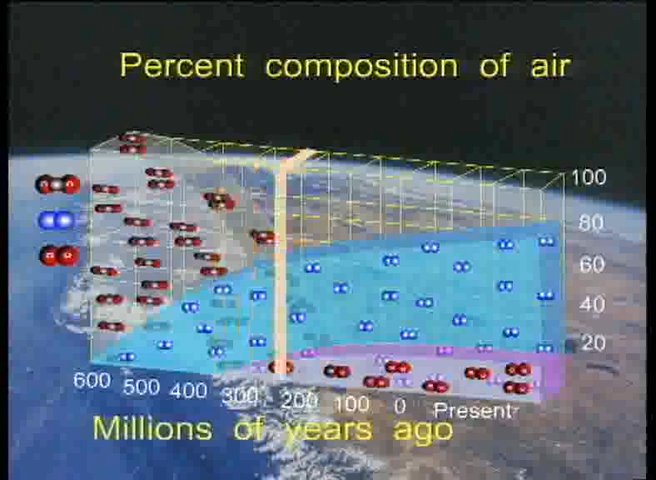 Percent composition of air
100
80
60
40
20
600 500 400 300 200 100 0 Present
Millions of years ago